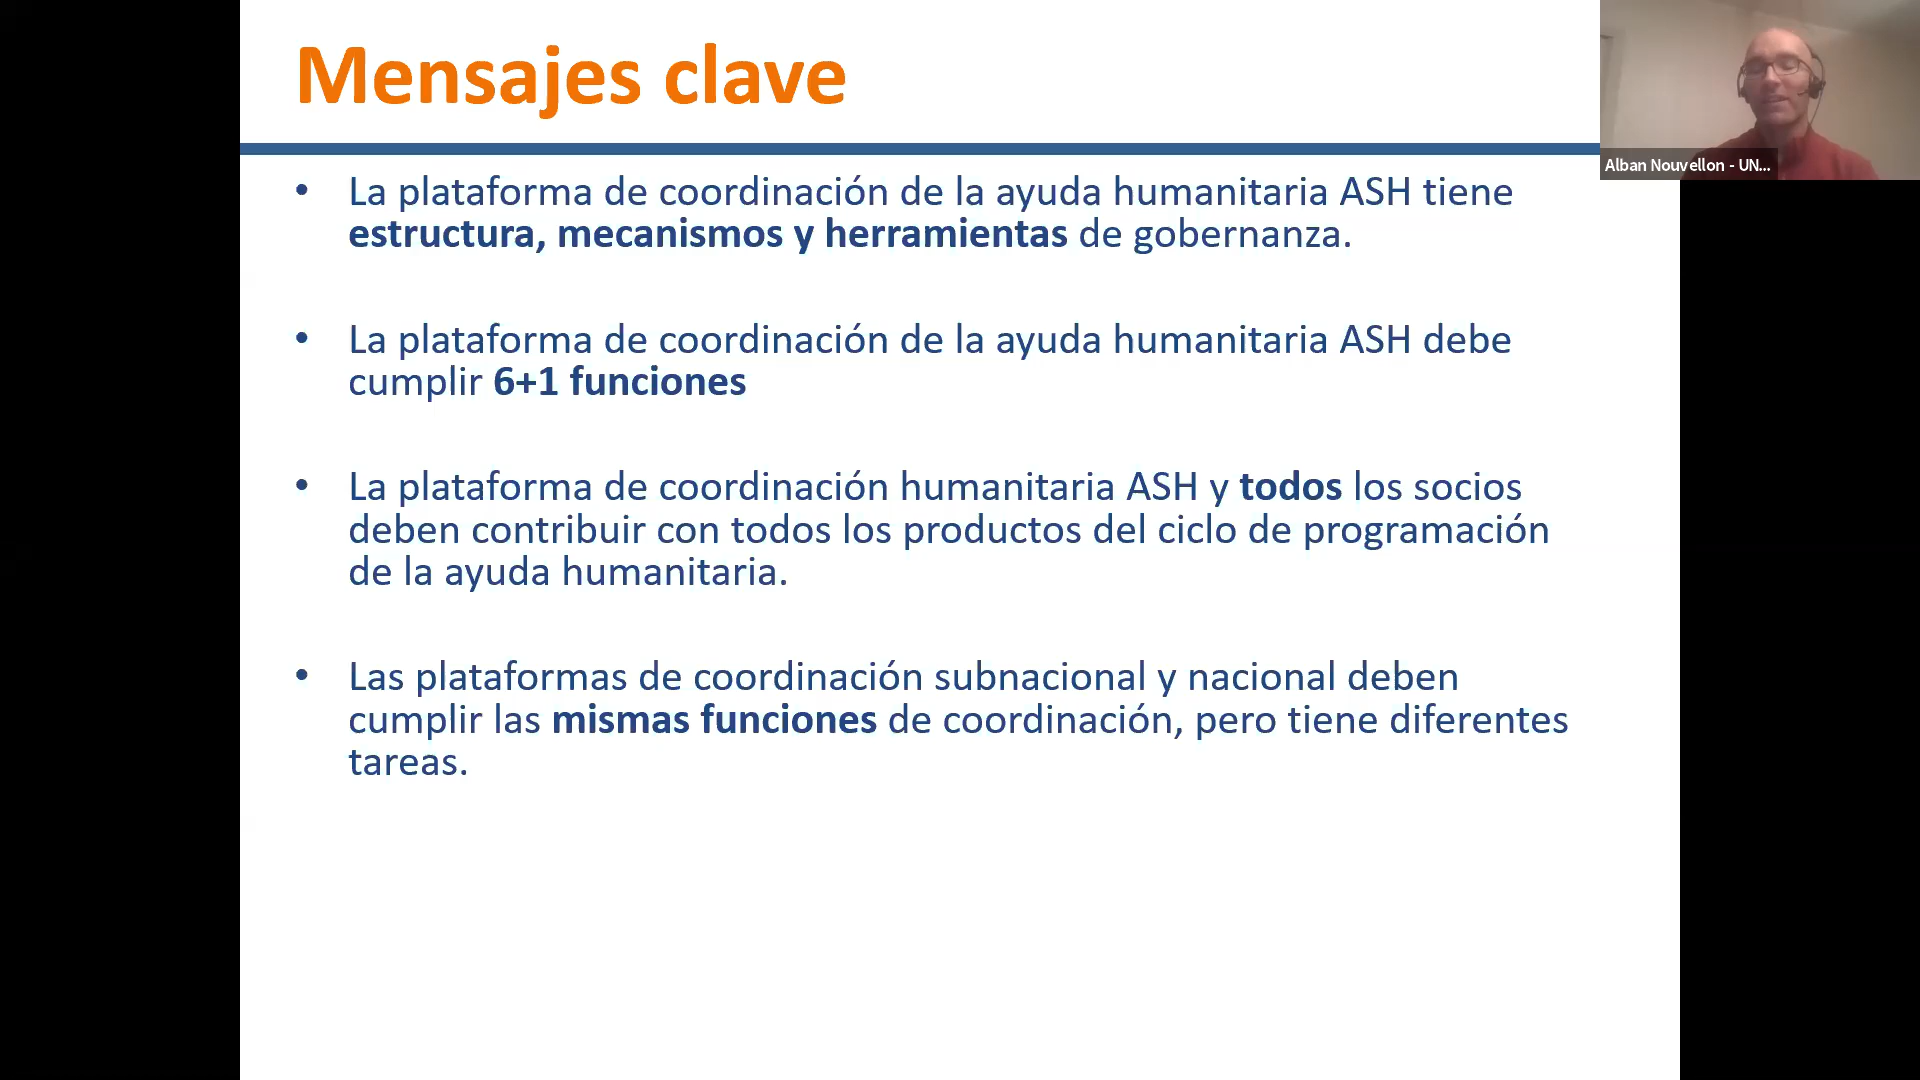 Mensajes clave
Alban Nouvellon - UN...
• La plataforma de coordinación de la ayuda humanitaria ASH tiene
estructura, mecanismos y herramientas de gobernanza.
• La plataforma de coordinación de la ayuda humanitaria ASH debe
cumplir 6+1 funciones
• La plataforma de coordinación humanitaria ASH y todos los socios
deben contribuir con todos los productos del ciclo de programación
de la ayuda humanitaria.
• Las plataformas de coordinación subnacional y nacional deben
cumplir las mismas funciones de coordinación, pero tiene diferentes
tareas.